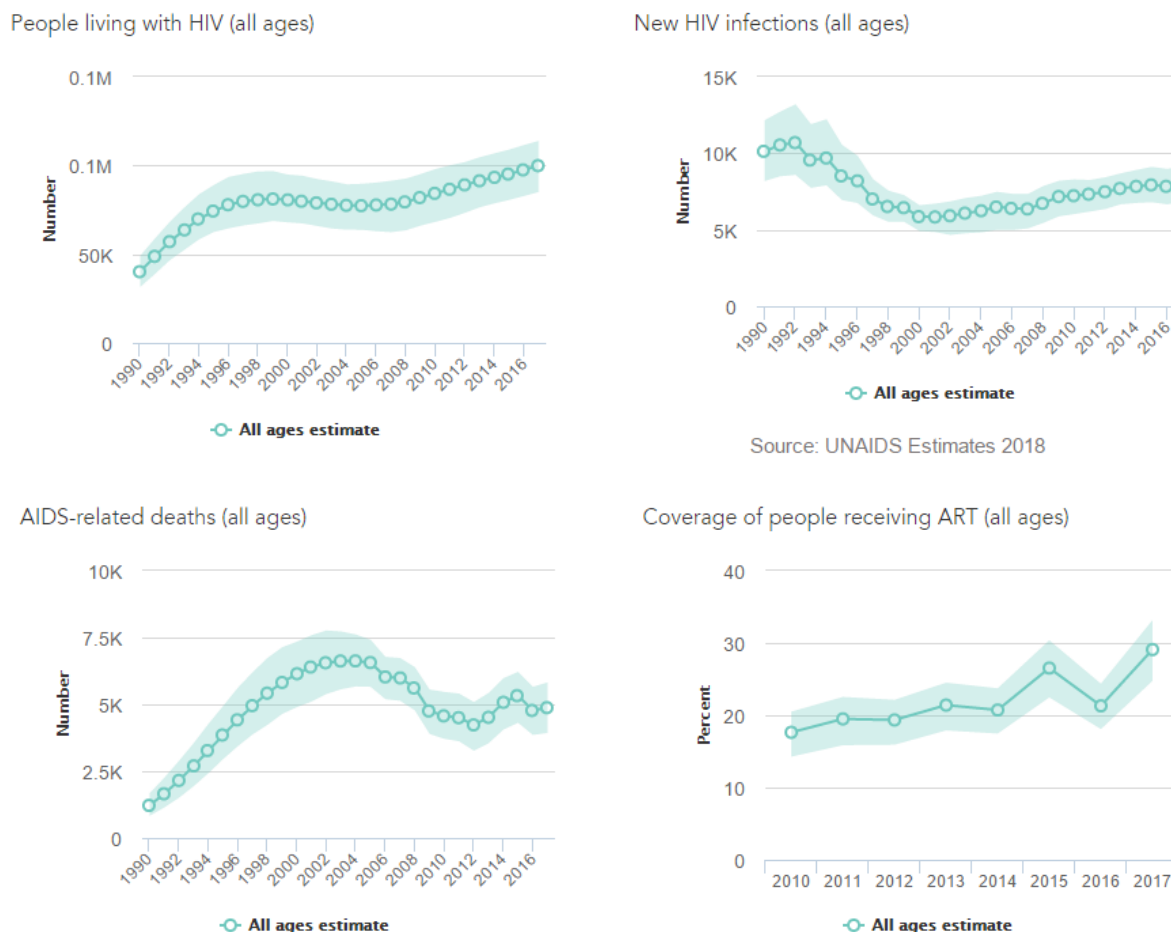 People living with HIV (all ages)
0.1M
0.1M
50K
0
Number
1990 1992 1994 1996 1998 2000 2002 2004 2006 2008 2010 2012 2014 2016
All ages estimate
New HIV infections (all ages)
15K
10K
5K
0
Number
1990 1992 1994 1996 1998 2000 2002 2004 2006 2008 2010 2012 2014 2016
All ages estimate
Source: UNAIDS Estimates 2018
AIDS-related deaths (all ages)
10K
7.5K
5K
2.5K
0
Number
1990 1992 1994 1996 1998 2000 2002 2004 2006 2008 2010 2012 2014 2016
All ages estimate
Coverage of people receiving ART (all ages)
40
30
20
10
0
Percent
2010 2011 2012 2013 2014 2015 2016 2017
All ages estimate